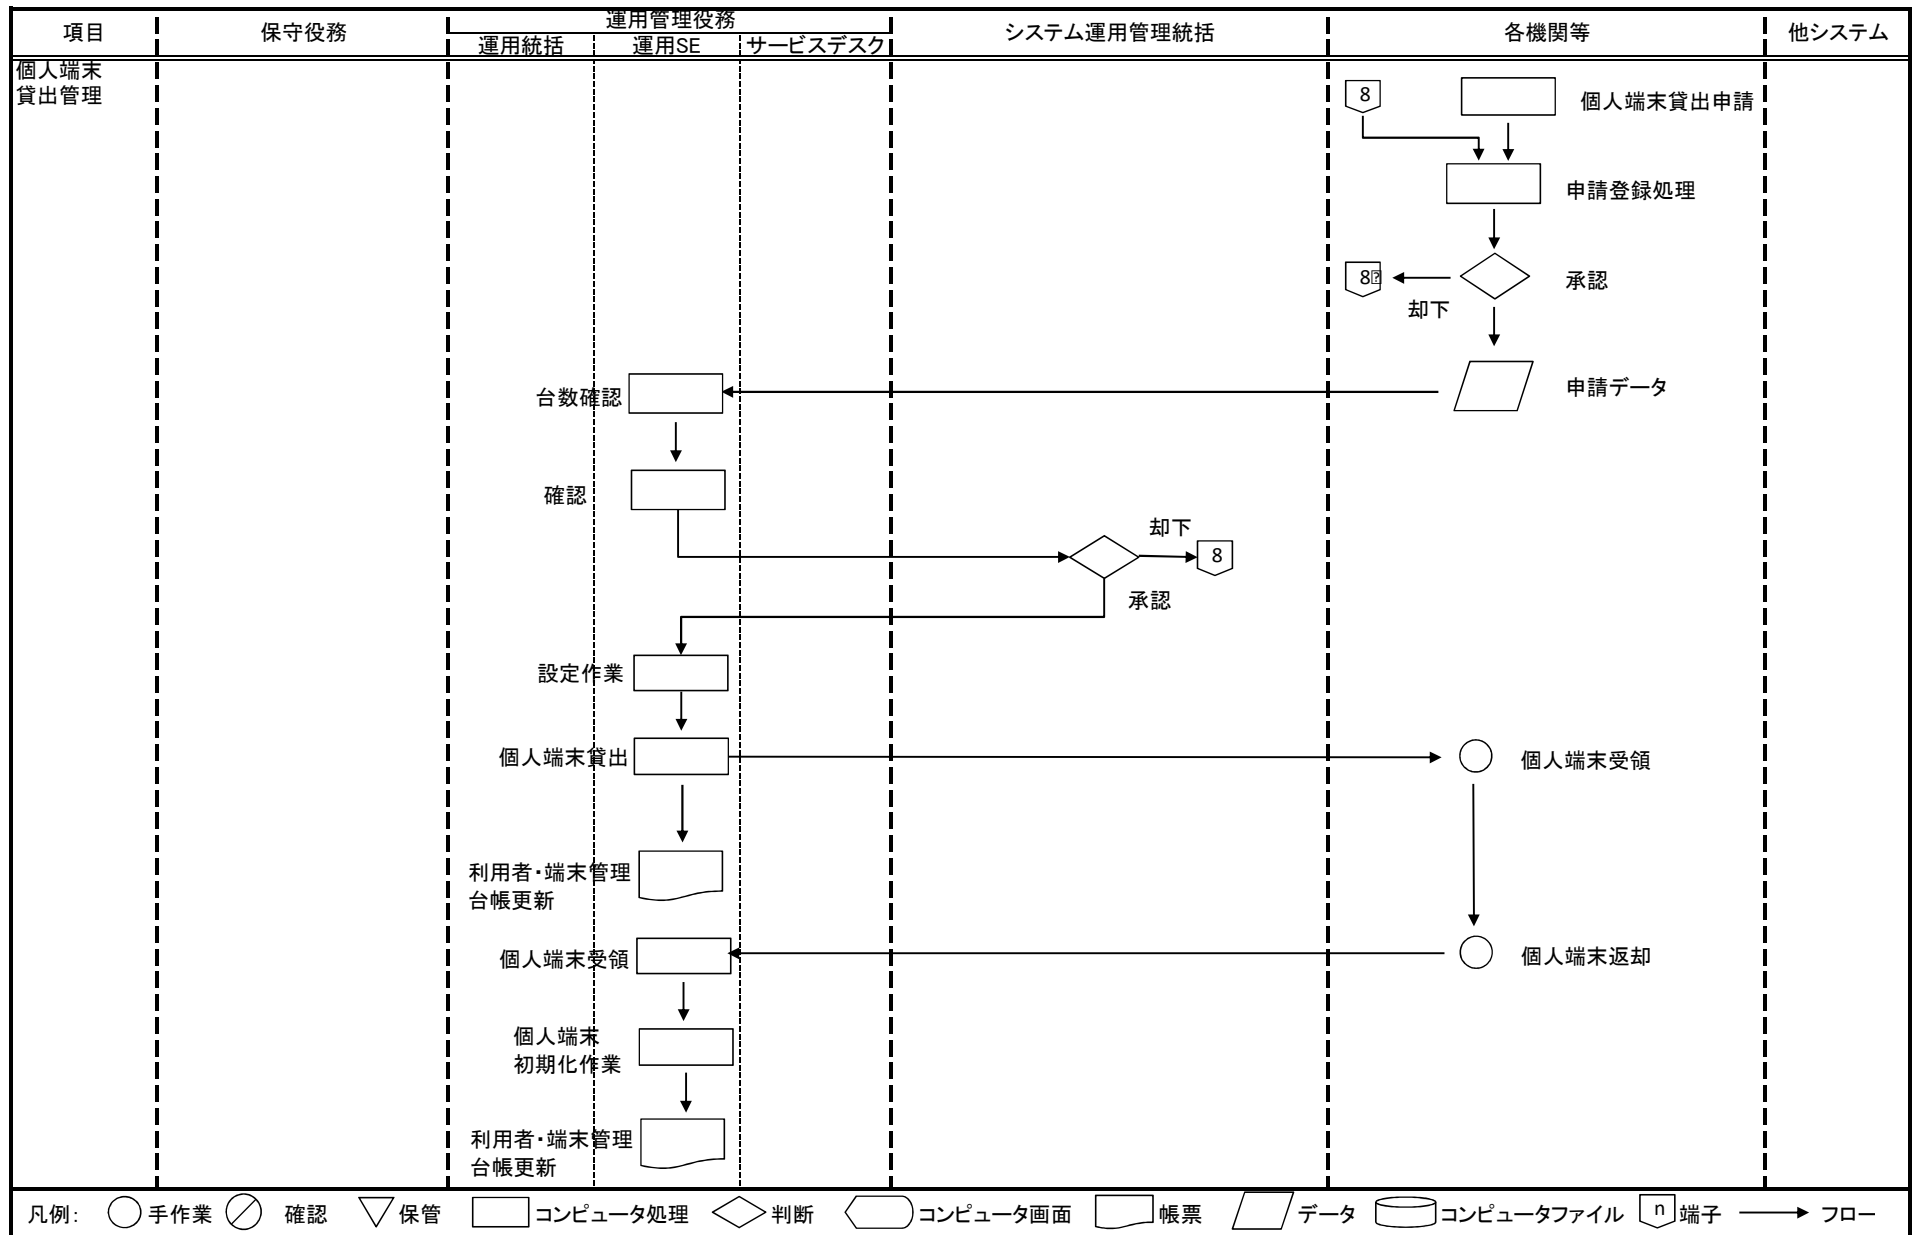 項目
保守役務
運用管理役務
運用統括
運用SE
サービスデスク
システム運用管理統括
各機関等
他システム
個人端末
貸出管理
8
個人端末貸出申請
申請登録処理
8
承認
却下
台数確認
申請データ
確認
却下
8
承認
設定作業
個人端末貸出
個人端末受領
利用者・端末管理
台帳更新
個人端末受領
個人端末返却
個人端末
初期化作業
利用者・端末管理
台帳更新
凡例: 手作業 確認 保管 コンピュータ処理 判断 コンピュータ画面 帳票 データ コンピュータファイル n 端子 フロー